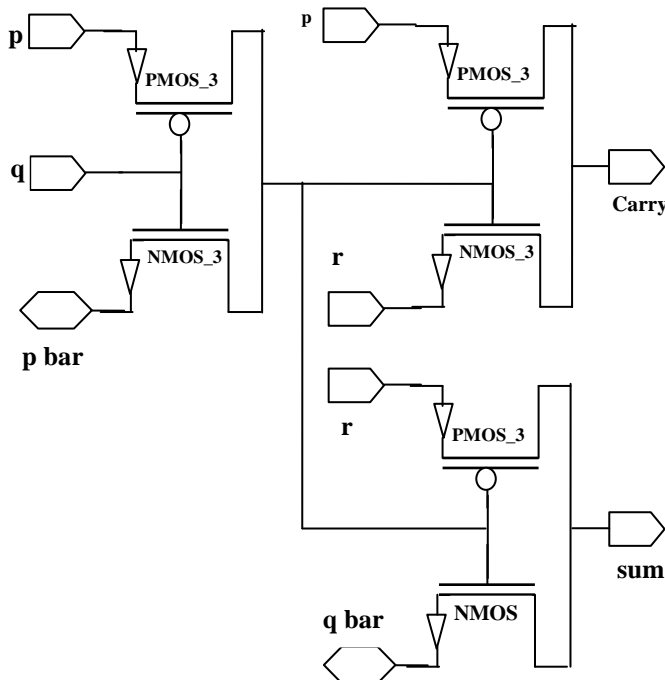 p
PMOS_3
q
NMOS_3
p bar
p
PMOS_3
Carry
NMOS_3
r
r
PMOS_3
sum
NMOS
q bar